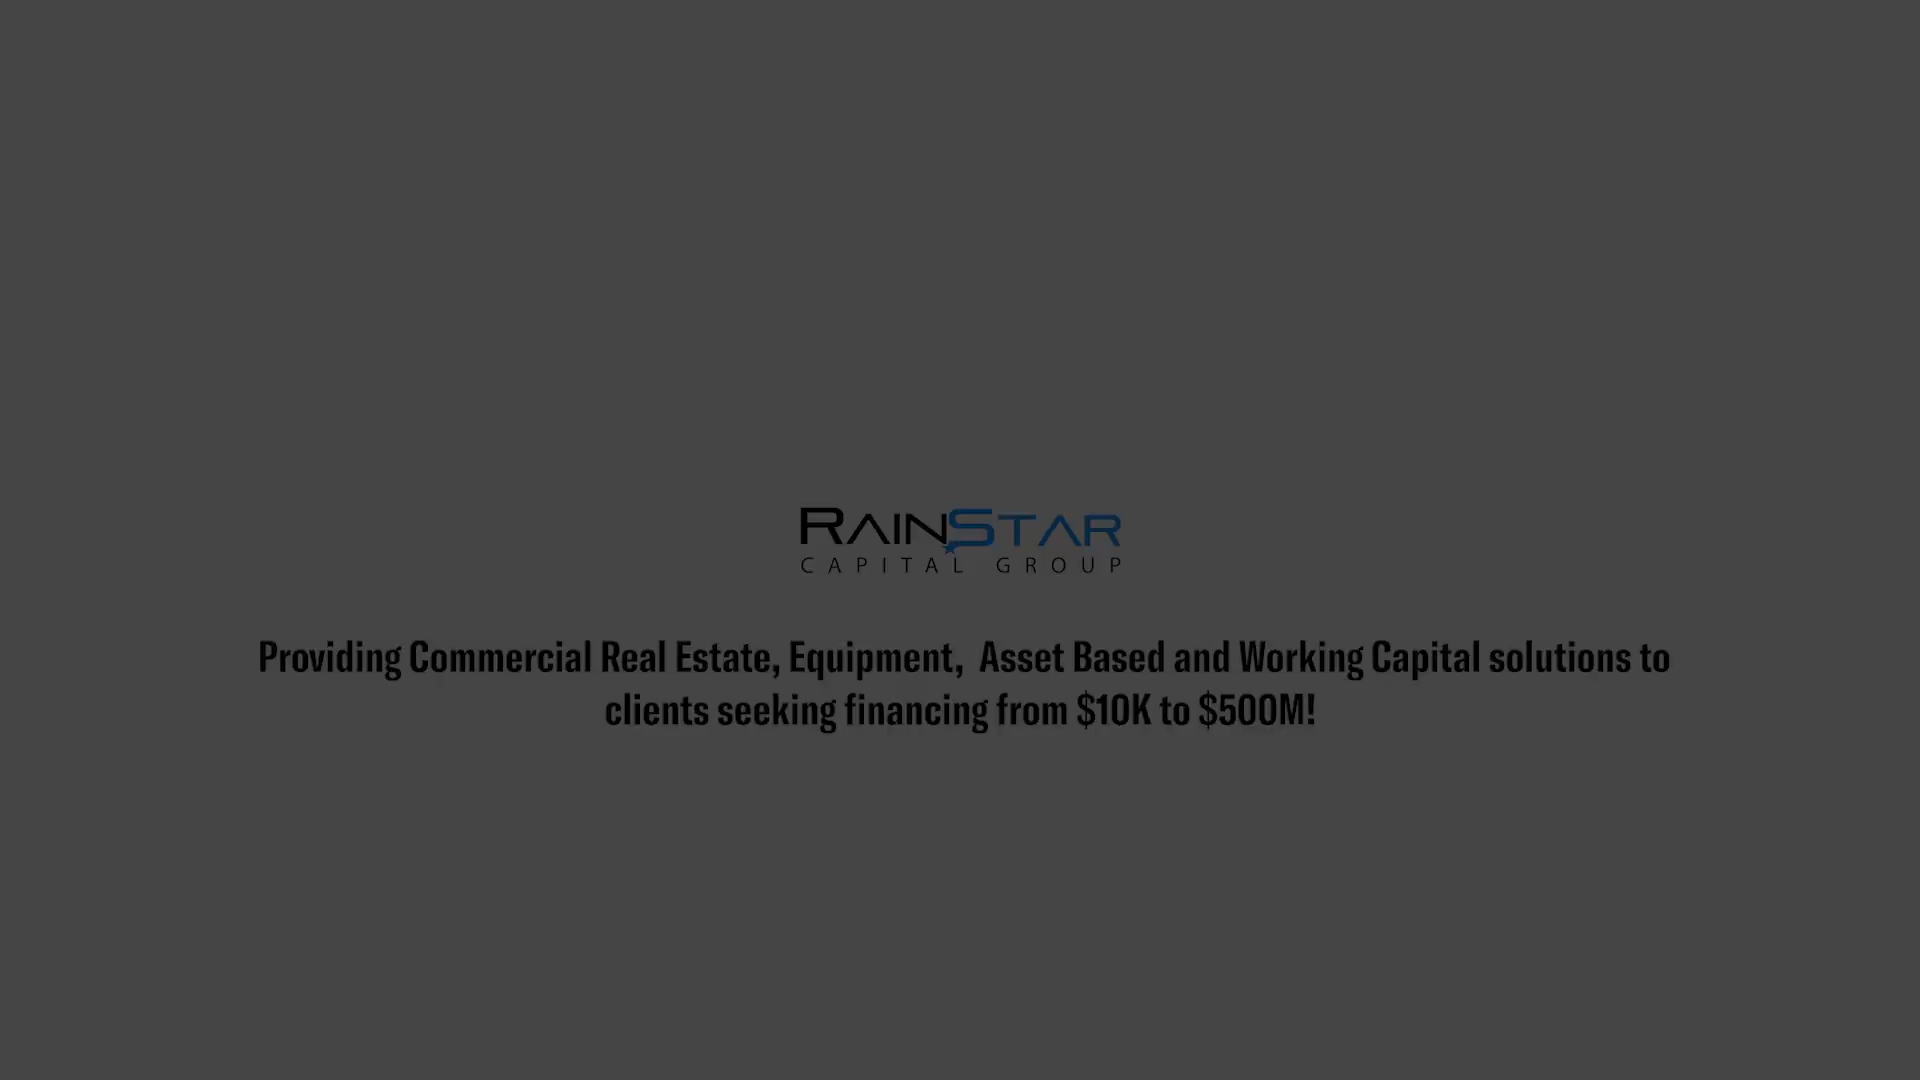 RAINSTAR
CAPITAL GROUP
Providing Commercial Real Estate, Equipment,  Asset Based and Working Capital solutions to
clients seeking financing from $10K to $500M!